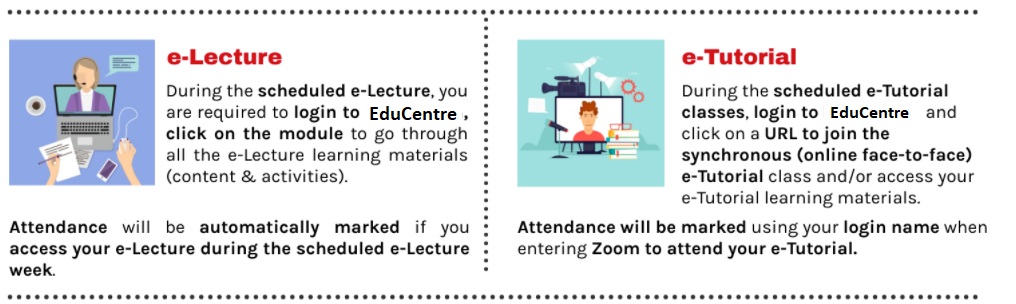 e-Lecture
During the scheduled e-Lecture, you
are required to login to EduCentre ,
click on the module to go through
all the e-Lecture learning materials
(content & activities).
Attendance will be automatically marked if you
access your e-Lecture during the scheduled e-Lecture
week.
e-Tutorial
During the scheduled e-Tutorial
classes, login to EduCentre and
click on a URL to join the
synchronous (online face-to-face)
e-Tutorial class and/or access your
e-Tutorial learning materials.
Attendance will be marked using your login name when
entering Zoom to attend your e-Tutorial.